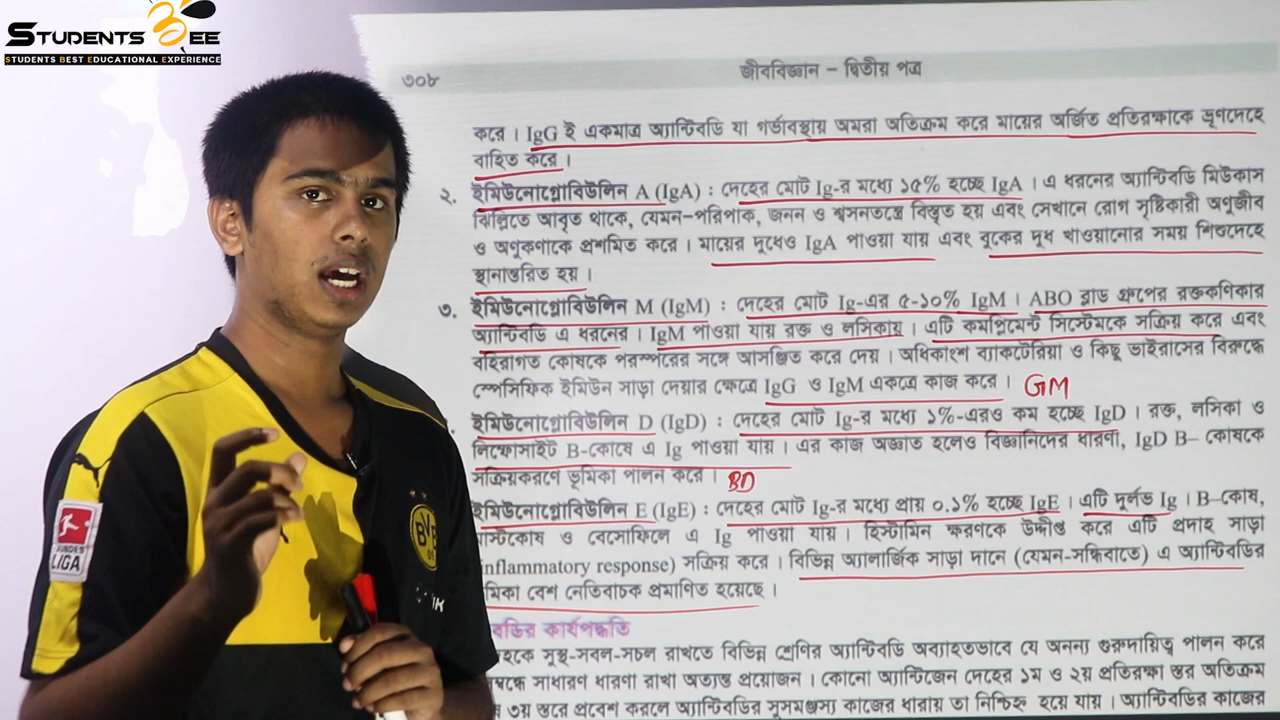 STUDENTS BEE
STUDENTS BEST EDUCATIONAL EXPERIENCE
৩০৮
জীববিজ্ঞান – দ্বিতীয় পত্র
করে । IgG ই একমাত্র অ্যান্টিবডি যা গর্ভাবস্থায় অমরা অতিক্রম করে মায়ের অর্জিত প্রতিরক্ষাকে ভ্রূণদেহে
বাহিত করে ।
২. ইমিউনোগ্লোবিউলিন A (IgA) : দেহের মোট Ig-র মধ্যে ১৫% হচ্ছে IgA । এ ধরনের অ্যান্টিবডি মিউকাস
ঝিল্লিতে আবৃত থাকে, যেমন-পরিপাক, জনন ও শ্বসনতন্ত্রে বিস্তৃত হয় এবং সেখানে রোগ সৃষ্টিকারী অণুজীব
ও অণুকণাকে প্রশমিত করে । মায়ের দুধেও IgA পাওয়া যায় এবং বুকের দুধ খাওয়ানোর সময় শিশুদেহে
স্থানান্তরিত হয় ।
৩. ইমিউনোগ্লোবিউলিন M (IgM) : দেহের মোট Ig-এর ৫-১০% IgM । ABO ব্লাড গ্রুপের রক্তকণিকার
অ্যান্টিবডি এ ধরনের । IgM পাওয়া যায় রক্ত ও লসিকায় । এটি কমপ্লিমেন্ট সিস্টেমকে সক্রিয় করে এবং
বহিরাগত কোষকে পরস্পরের সঙ্গে আসঞ্জিত করে দেয় । অধিকাংশ ব্যাকটেরিয়া ও কিছু ভাইরাসের বিরুদ্ধে
স্পেসিফিক ইমিউন সাড়া দেয়ার ক্ষেত্রে IgG ও IgM একত্রে কাজ করে । GM
ইমিউনোগ্লোবিউলিন D (IgD) : দেহের মোট Ig-র মধ্যে ১%-এরও কম হচ্ছে IgD । রক্ত, লসিকা ও
লিম্ফোসাইট B-কোষে এ Ig পাওয়া যায় । এর কাজ অজ্ঞাত হলেও বিজ্ঞানিদের ধারণা, IgD B– কোষকে
সক্রিয়করণে ভূমিকা পালন করে । BD
ইমিউনোগ্লোবিউলিন E (IgE) : দেহের মোট Ig-র মধ্যে প্রায় ০.১% হচ্ছে IgE । এটি দুর্লভ Ig । B–কোষ,
মাস্টকোষ ও বেসোফিলে এ Ig পাওয়া যায় । হিস্টামিন ক্ষরণকে উদ্দীপ্ত করে এটি প্রদাহ সাড়া
inflammatory response) সক্রিয় করে । বিভিন্ন অ্যালার্জিক সাড়া দানে (যেমন-সন্ধিবাতে) এ অ্যান্টিবডির
মিকা বেশ নেতিবাচক প্রমাণিত হয়েছে ।
বডির কার্যপদ্ধতি
হকে সুস্থ-সবল-সচল রাখতে বিভিন্ন শ্রেণির অ্যান্টিবডি অব্যাহতভাবে যে অনন্য গুরুদায়িত্ব পালন করে
ম্বন্ধে সাধারণ ধারণা রাখা অত্যন্ত প্রয়োজন । কোনো অ্যান্টিজেন দেহের ১ম ও ২য় প্রতিরক্ষা স্তর অতিক্রম
৩য় স্তরে প্রবেশ করলে অ্যান্টিবডির সুসমঞ্জস্য কাজের ধারায় তা নিশ্চিহ্ন হয়ে যায় । অ্যান্টিবডির কাজের
BUNDES
LIGA
BVB
09